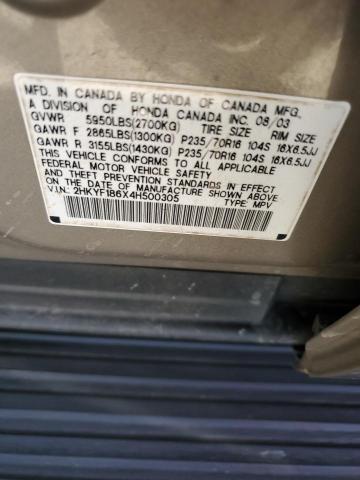 MFD. IN CANADA BY HONDA OF CANADA MFG.,
A DIVISION OF HONDA CANADA INC. 08/03
GVWR 5950LBS(2700KG) TIRE SIZE RIM SIZE
GAWR F 2865LBS(1300KG) P235/70R16 104S 16X6.5JJ
GAWR R 3155LBS(1430KG) P235/70R16 104S 16X6.5JJ
THIS VEHICLE CONFORMS TO ALL APPLICABLE
FEDERAL MOTOR VEHICLE SAFETY
AND THEFT PREVENTION STANDARDS IN EFFECT
ON THE DATE OF MANUFACTURE SHOWN ABOVE.
V.I.N.: 2HKYF186X4H500305 TYPE: MPV